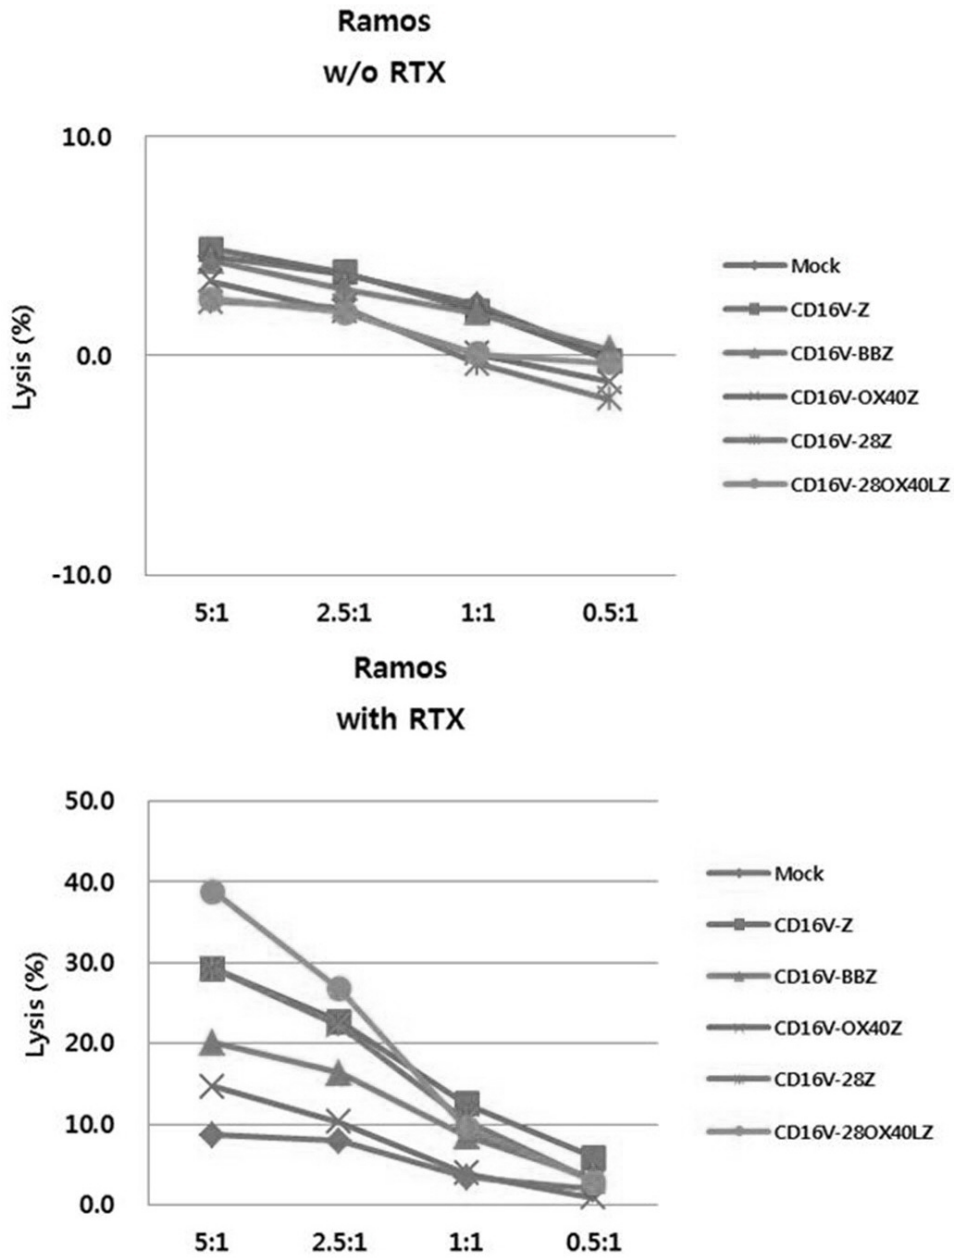 Ramos
w/o RTX
10.0
0.0
-10.0
Lysis (%)
5:1 2.5:1 1:1 0.5:1
Mock
CD16V-Z
CD16V-BBZ
CD16V-OX40Z
CD16V-28Z
CD16V-28OX40LZ
Ramos
with RTX
50.0
40.0
30.0
20.0
10.0
0.0
Lysis (%)
5:1 2.5:1 1:1 0.5:1
Mock
CD16V-Z
CD16V-BBZ
CD16V-OX40Z
CD16V-28Z
CD16V-28OX40LZ